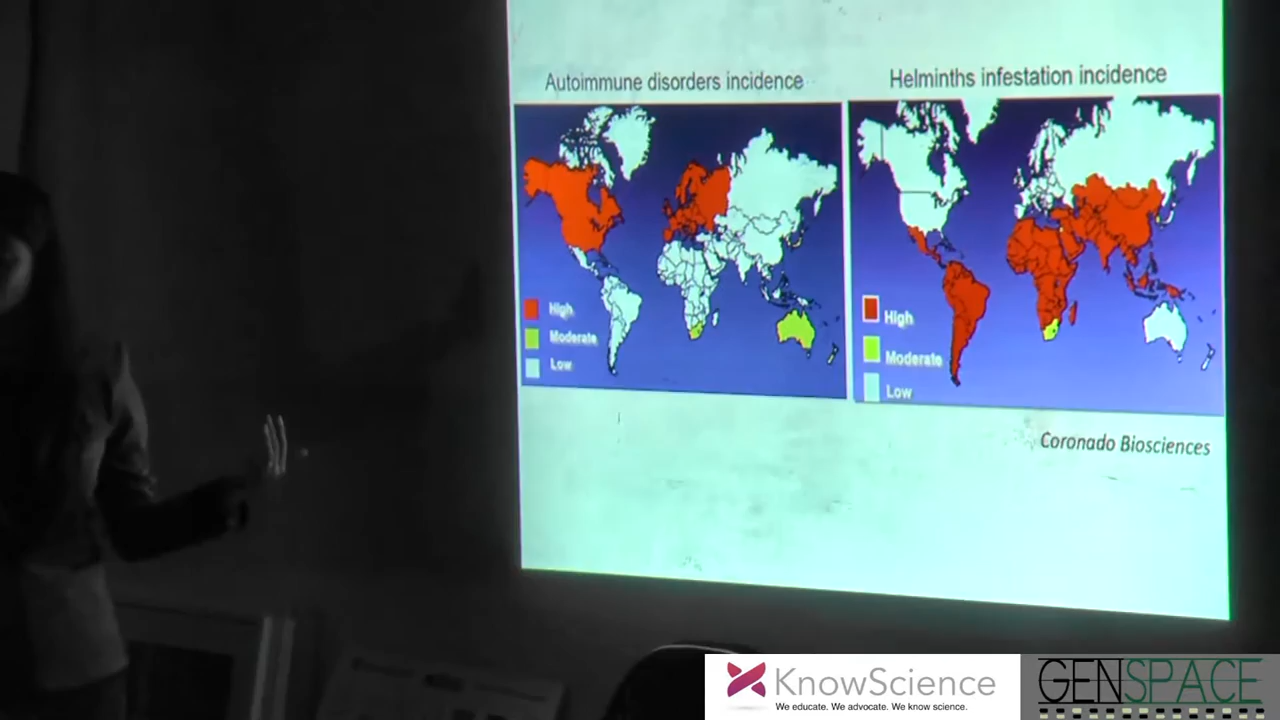 Autoimmune disorders incidence
High
Moderate
Low
Helminths infestation incidence
High
Moderate
Low
Coronado Biosciences
KnowScience
We educate. We advocate. We know science.
GENSPACE